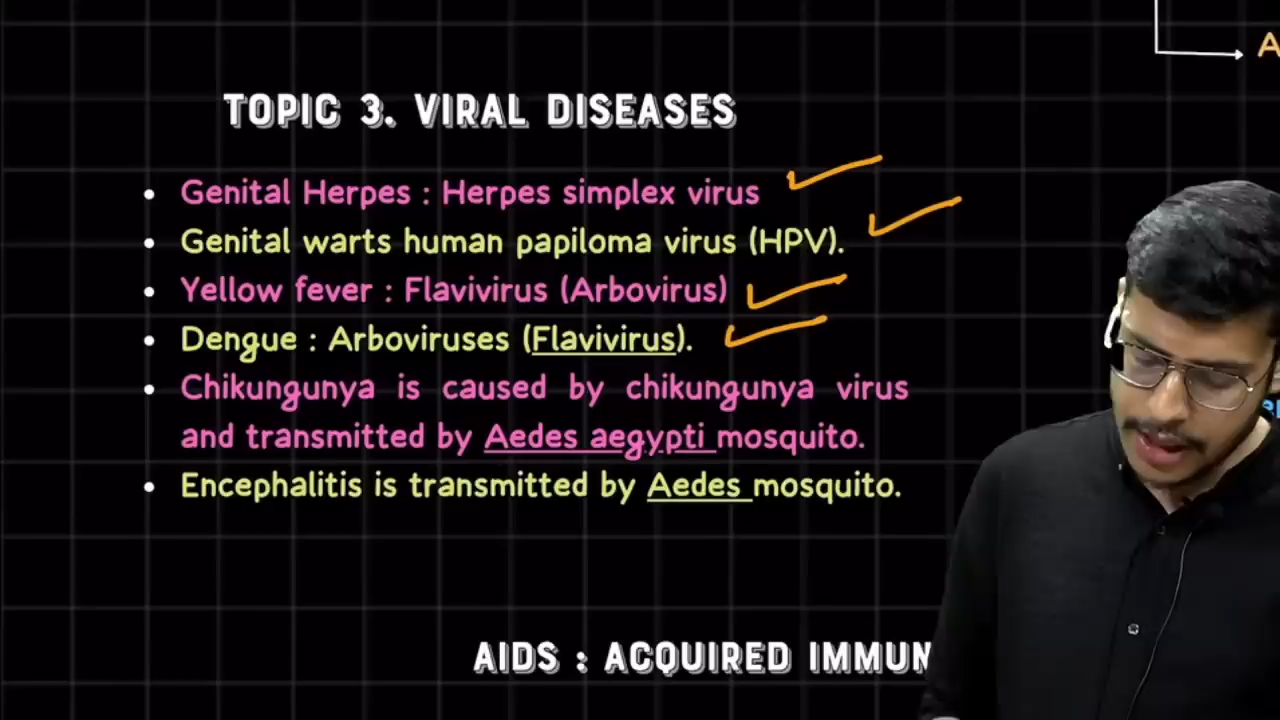 A
TOPIC 3. VIRAL DISEASES
• Genital Herpes : Herpes simplex virus
• Genital warts human papiloma virus (HPV).
• Yellow fever : Flavivirus (Arbovirus)
• Dengue : Arboviruses (Flavivirus).
• Chikungunya is caused by chikungunya virus
and transmitted by Aedes aegypti mosquito.
• Encephalitis is transmitted by Aedes mosquito.
AIDS : ACQUIRED IMMUN